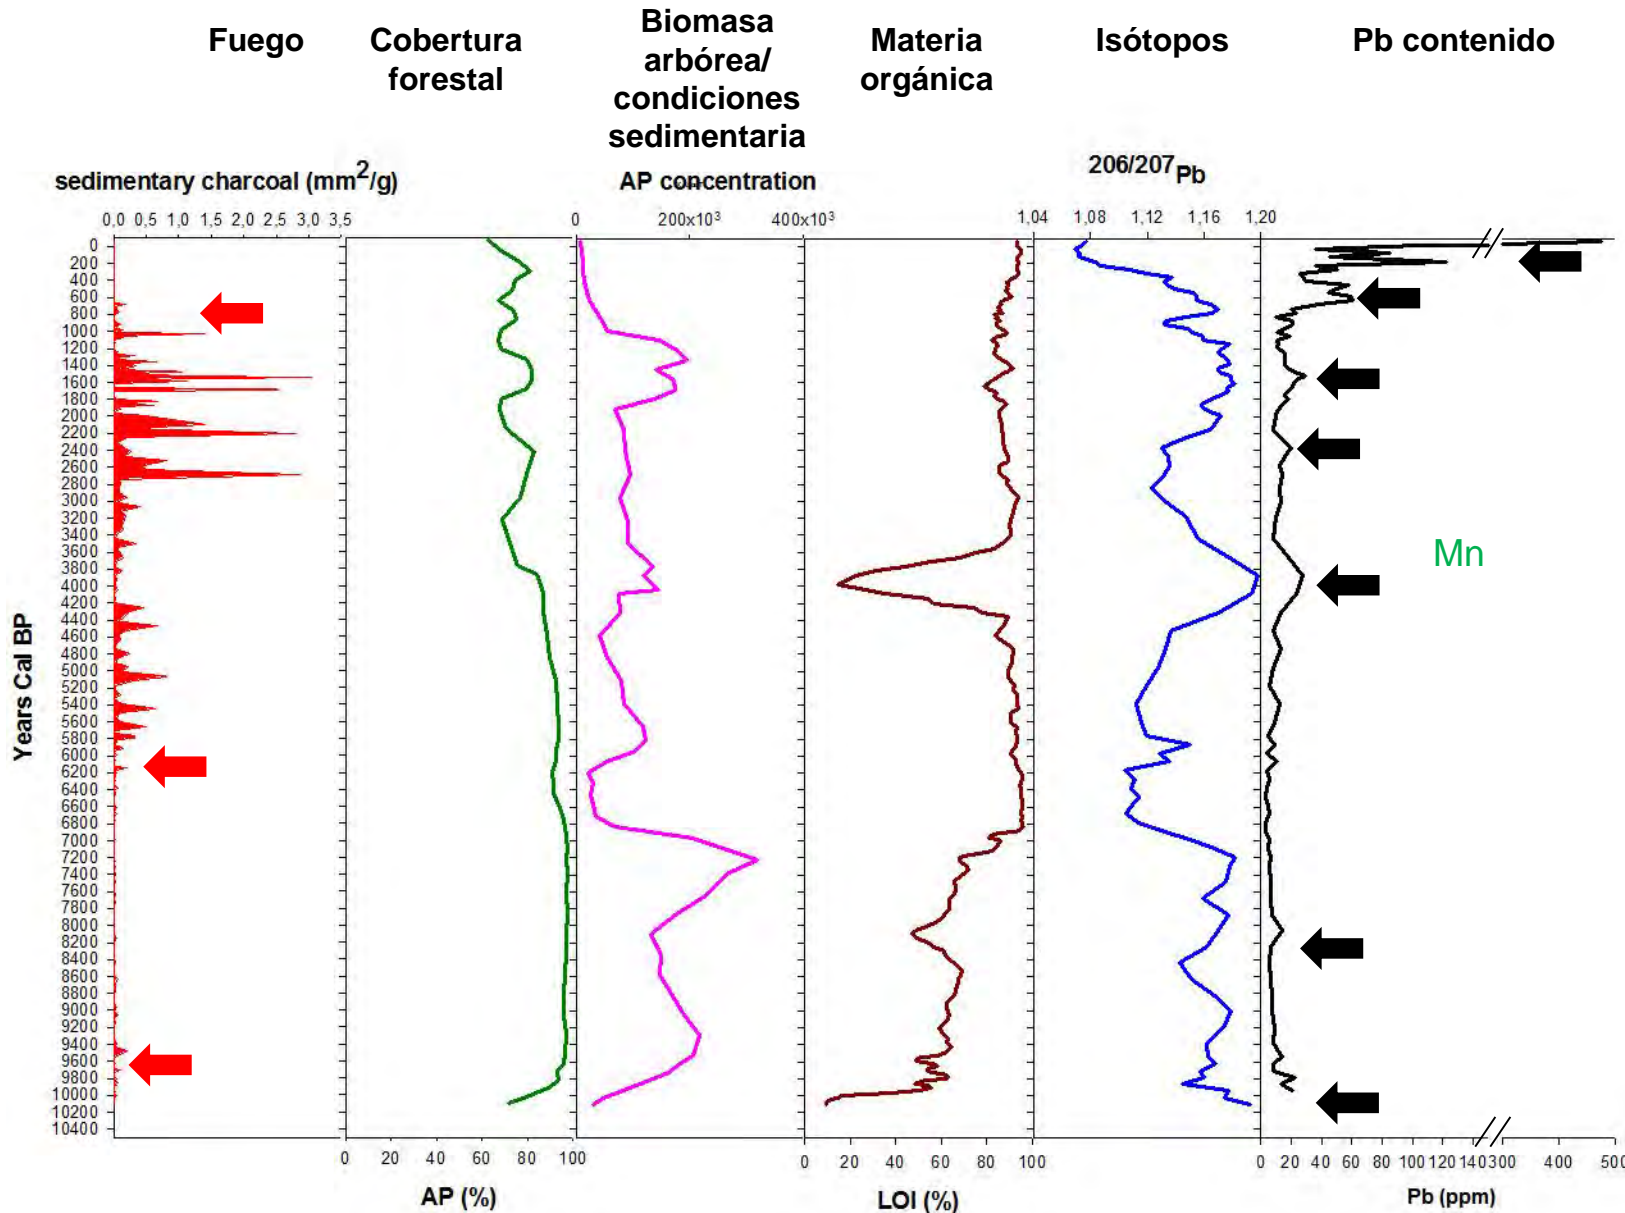 Fuego
Cobertura
forestal
Biomasa
arbórea/
condiciones
sedimentaria
Materia
orgánica
Isótopos
Pb contenido
sedimentary charcoal (mm2/g)
AP concentration
206/207Pb
0,0 0,5 1,0 1,5 2,0 2,5 3,0 3,5
0 200x10³ 400x10³
1,04 1,08 1,12 1,16 1,20
Years Cal BP
0
200
400
600
800
1000
1200
1400
1600
1800
2000
2200
2400
2600
2800
3000
3200
3400
3600
3800
4000
4200
4400
4600
4800
5000
5200
5400
5600
5800
6000
6200
6400
6600
6800
7000
7200
7400
7600
7800
8000
8200
8400
8600
8800
9000
9200
9400
9600
9800
10000
10200
10400
Mn
0 20 40 60 80 100
0 20 40 60 80 100
0 20 40 60 80 100 120 140 300 400 500
AP (%)
LOI (%)
Pb (ppm)